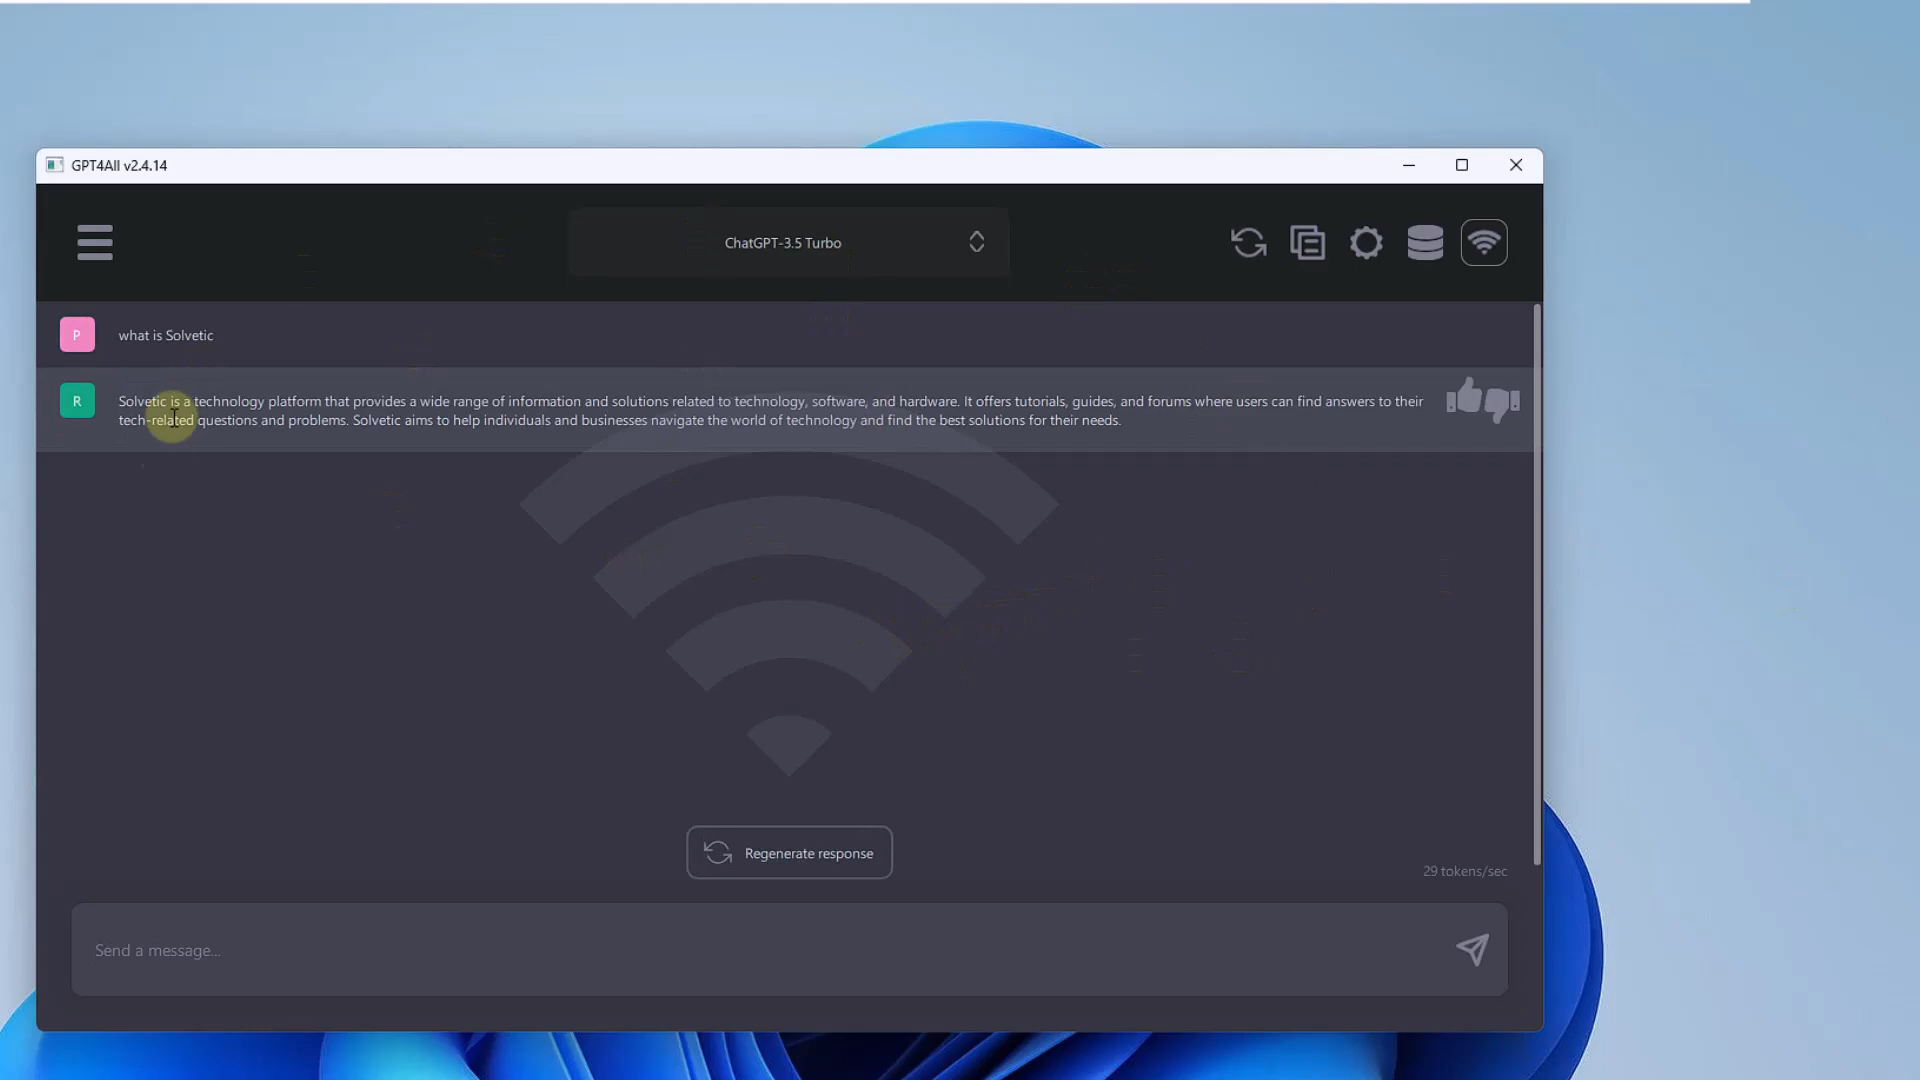 GPT4All v2.4.14
ChatGPT-3.5 Turbo
P
what is Solvetic
R
Solvetic is a technology platform that provides a wide range of information and solutions related to technology, software, and hardware. It offers tutorials, guides, and forums where users can find answers to their
tech-related questions and problems. Solvetic aims to help individuals and businesses navigate the world of technology and find the best solutions for their needs.
Regenerate response
29 tokens/sec
Send a message...